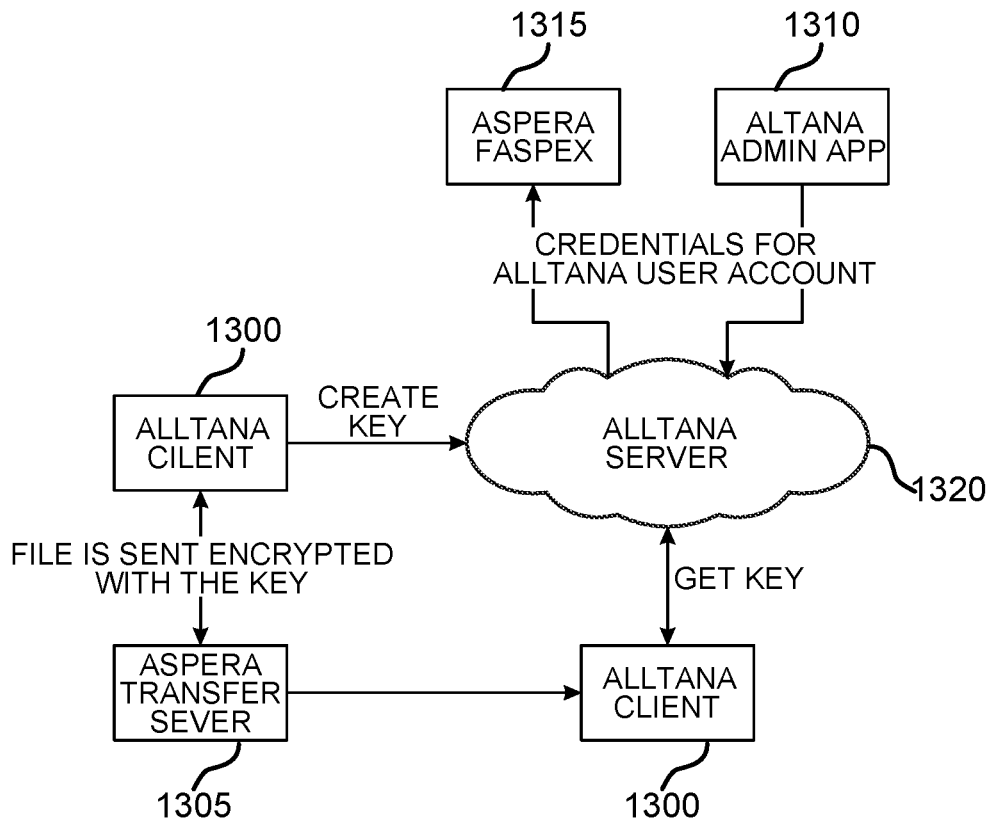 1315
1310
ASPERA
FASPEX
ALTANA
ADMIN APP
CREDENTIALS FOR
ALLTANA USER ACCOUNT
1300
ALLTANA
CILENT
CREATE
KEY
ALLTANA
SERVER
1320
FILE IS SENT ENCRYPTED
WITH THE KEY
GET KEY
ASPERA
TRANSFER
SEVER
ALLTANA
CLIENT
1305
1300